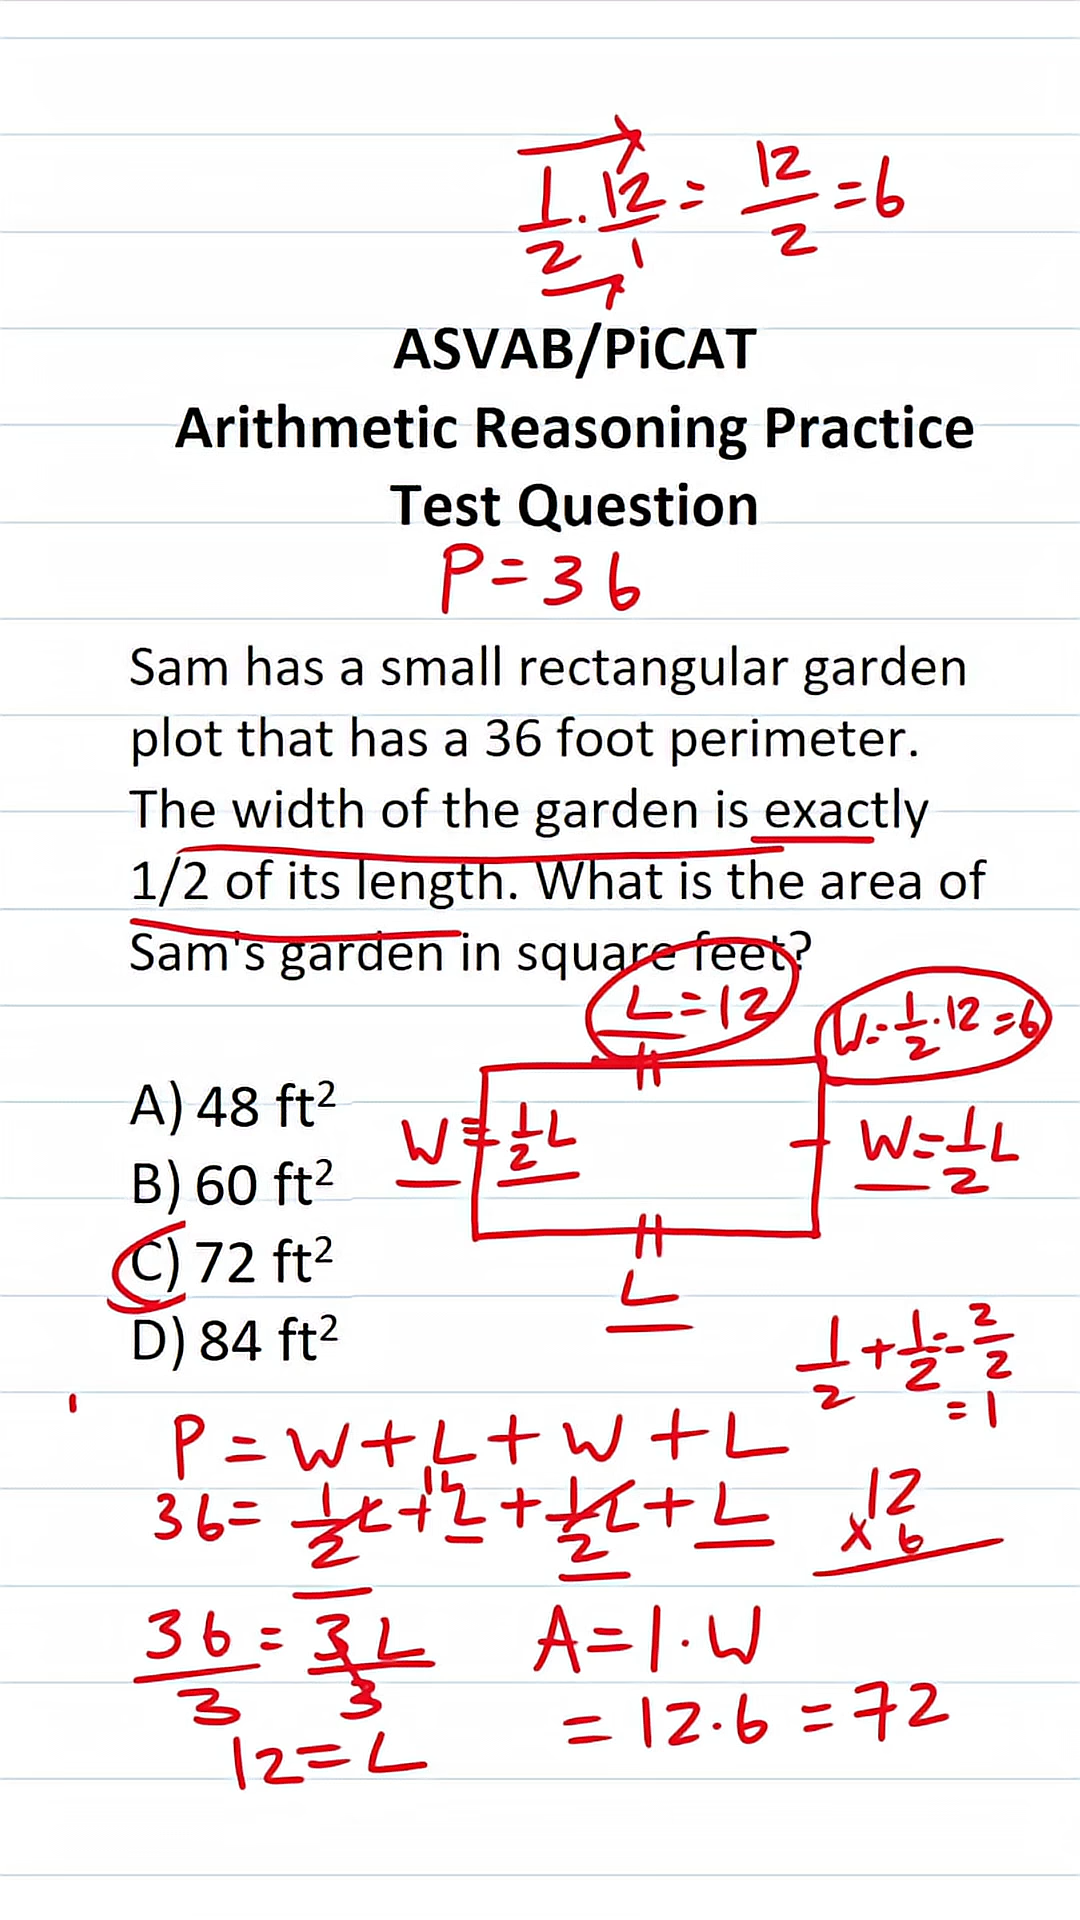 1/2 · 12/1 = 12/2 = 6
ASVAB/PiCAT
Arithmetic Reasoning Practice
Test Question
P = 36
Sam has a small rectangular garden
plot that has a 36 foot perimeter.
The width of the garden is exactly
1/2 of its length. What is the area of
Sam's garden in square feet?
L = 12
W = 1/2 · 12 = 6
A) 48 ft²
W = 1/2 L
W = 1/2 L
B) 60 ft²
C) 72 ft²
L
D) 84 ft²
1/2 + 1/2 = 2/2
= 1
P = W + L + W + L
36 = 1/2 L + 1L + 1/2 L + L
12
x 6
36/3 = 3L/3
A = l · W
12 = L
= 12 · 6 = 72